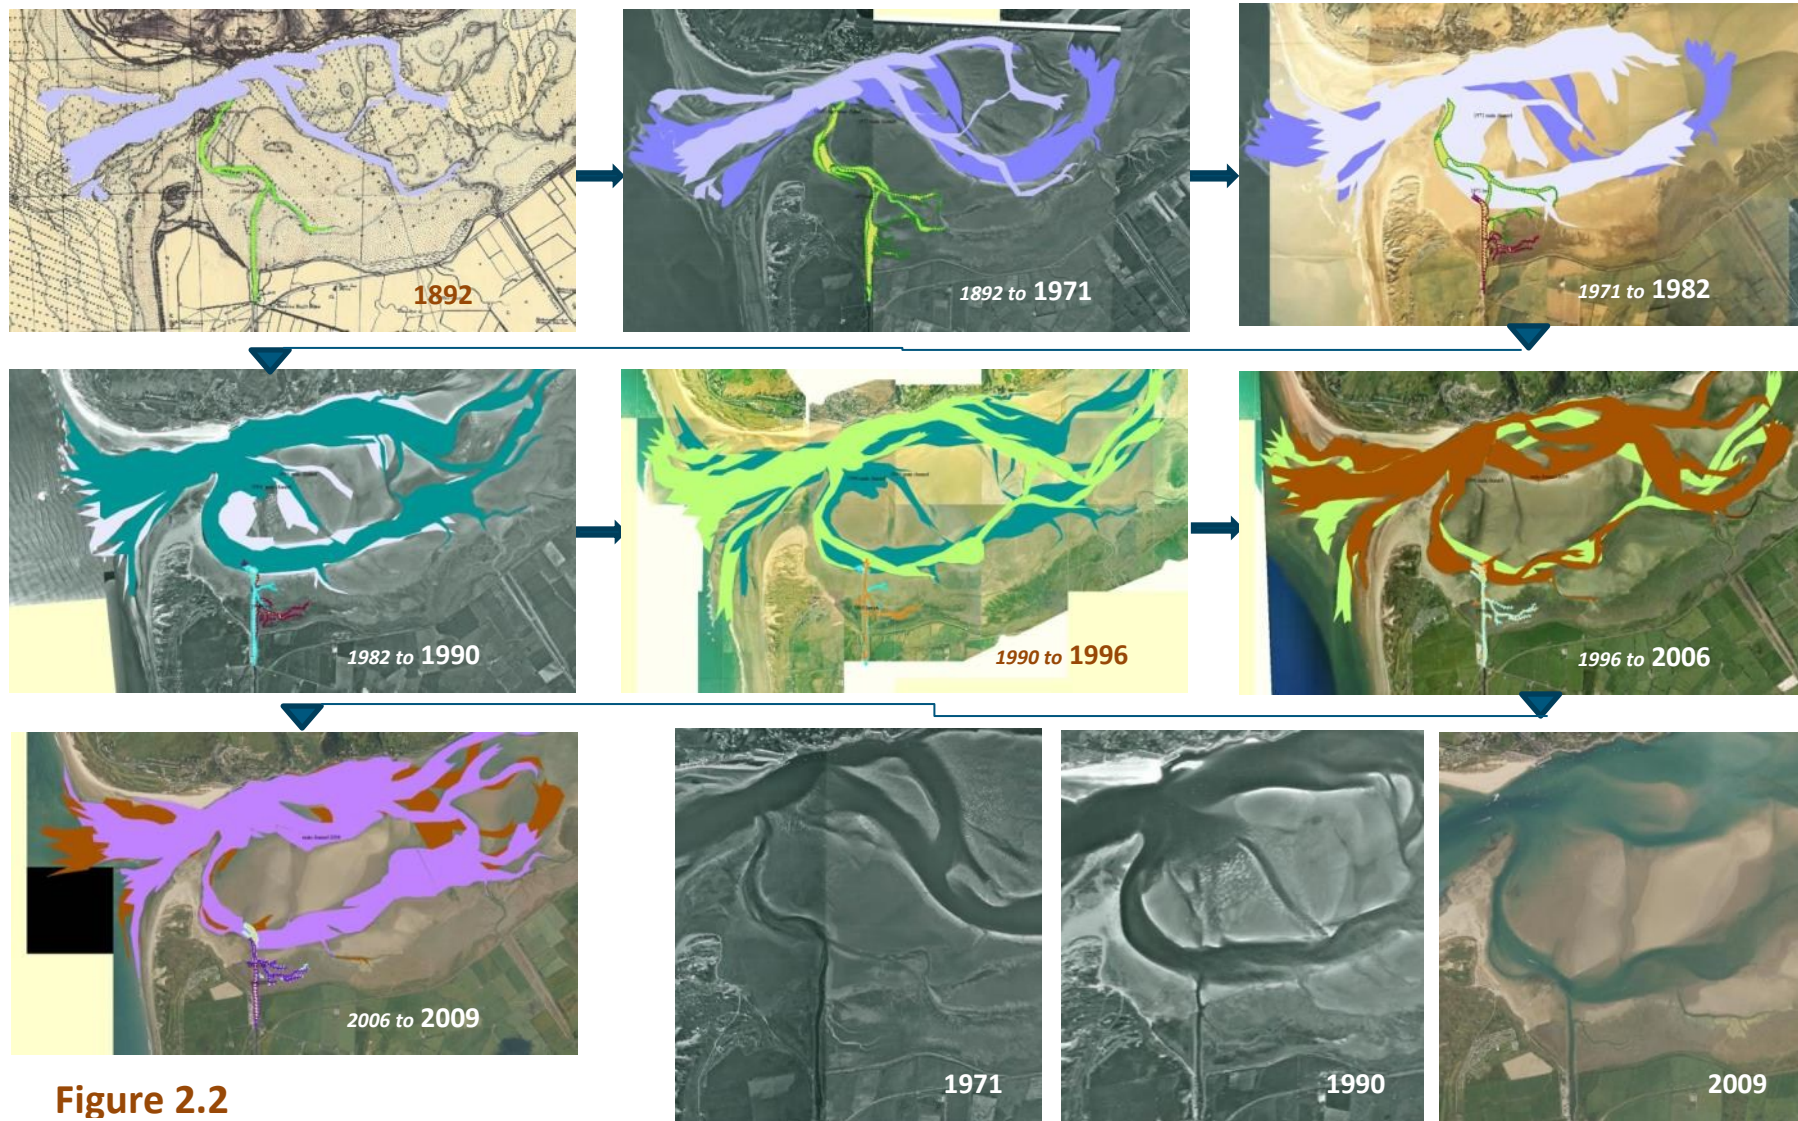 1892
1892 to 1971
1971 to 1982
1982 to 1990
1990 to 1996
1996 to 2006
2006 to 2009
1971
1990
2009
Figure 2.2